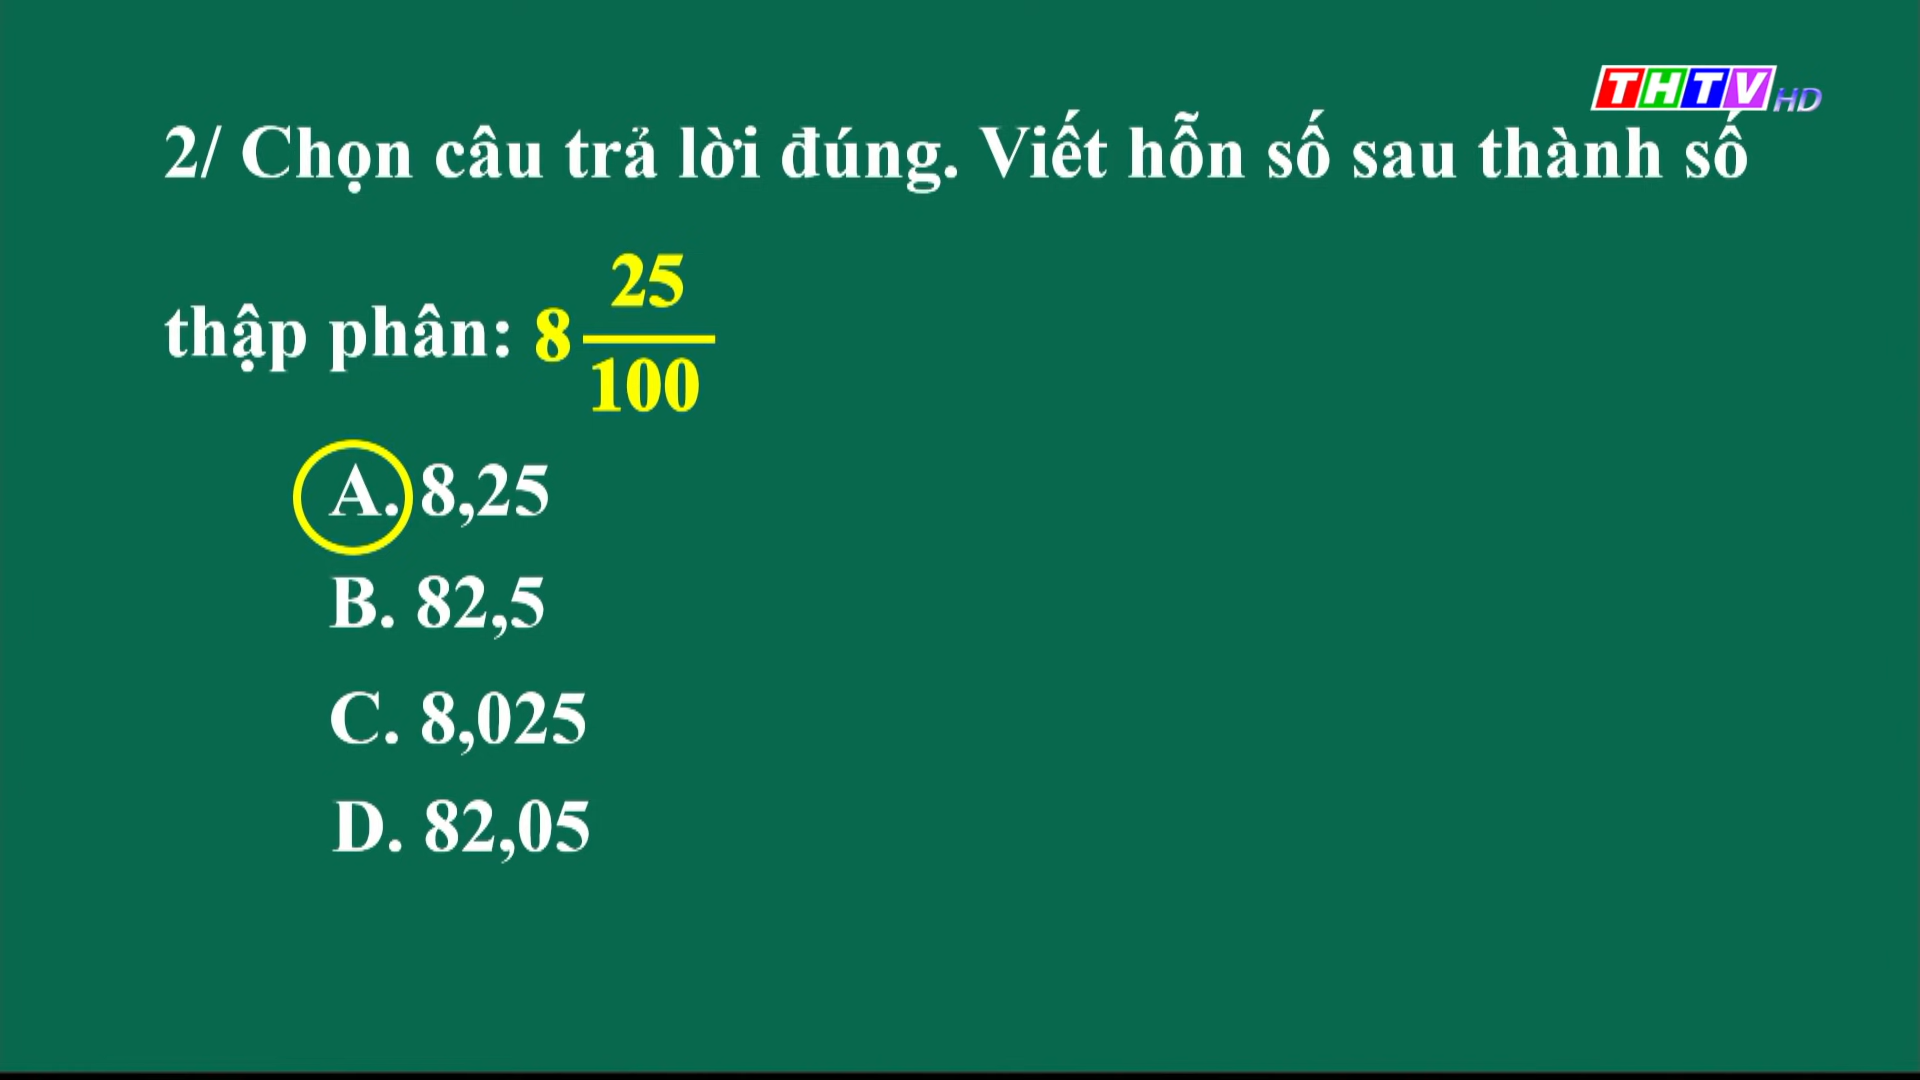 THTV HD
2/ Chọn câu trả lời đúng. Viết hỗn số sau thành số
thập phân: 8 25/100
A. 8,25
B. 82,5
C. 8,025
D. 82,05